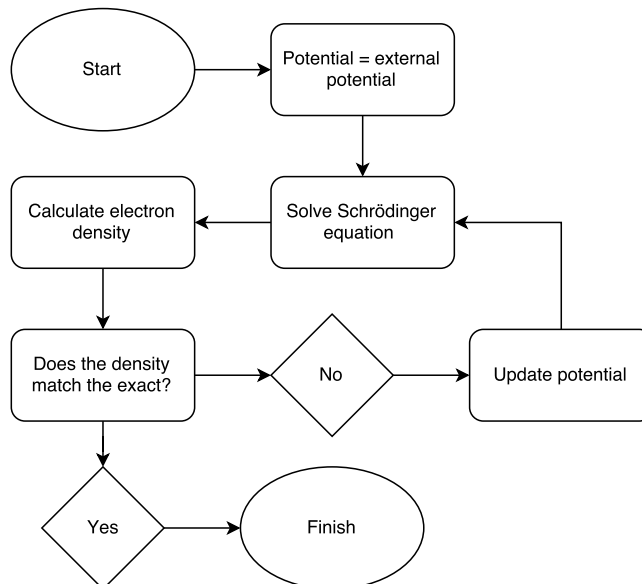 Start
Potential = external
potential
Calculate electron
density
Solve Schrödinger
equation
Does the density
match the exact?
No
Update potential
Yes
Finish